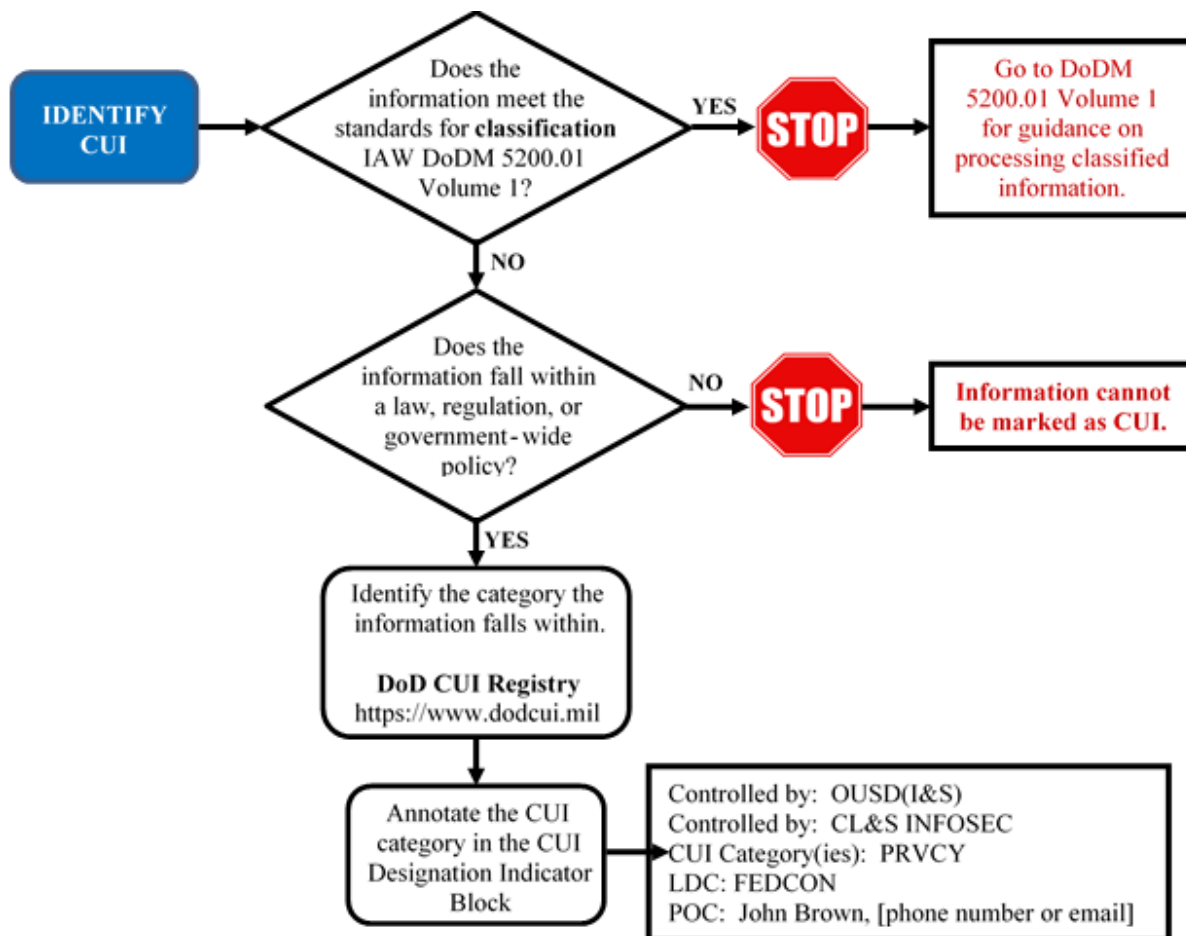 IDENTIFY
CUI
Does the
information meet the
standards for classification
IAW DoDM 5200.01
Volume 1?
YES
STOP
Go to DoDM
5200.01 Volume 1
for guidance on
processing classified
information.
NO
Does the
information fall within
a law, regulation, or
government-wide
policy?
NO
STOP
Information cannot
be marked as CUI.
YES
Identify the category the
information falls within.
DoD CUI Registry
https://www.dodcui.mil
Annotate the CUI
category in the CUI
Designation Indicator
Block
Controlled by: OUSD(I&S)
Controlled by: CL&S INFOSEC
CUI Category(ies): PRVCY
LDC: FEDCON
POC: John Brown, [phone number or email]